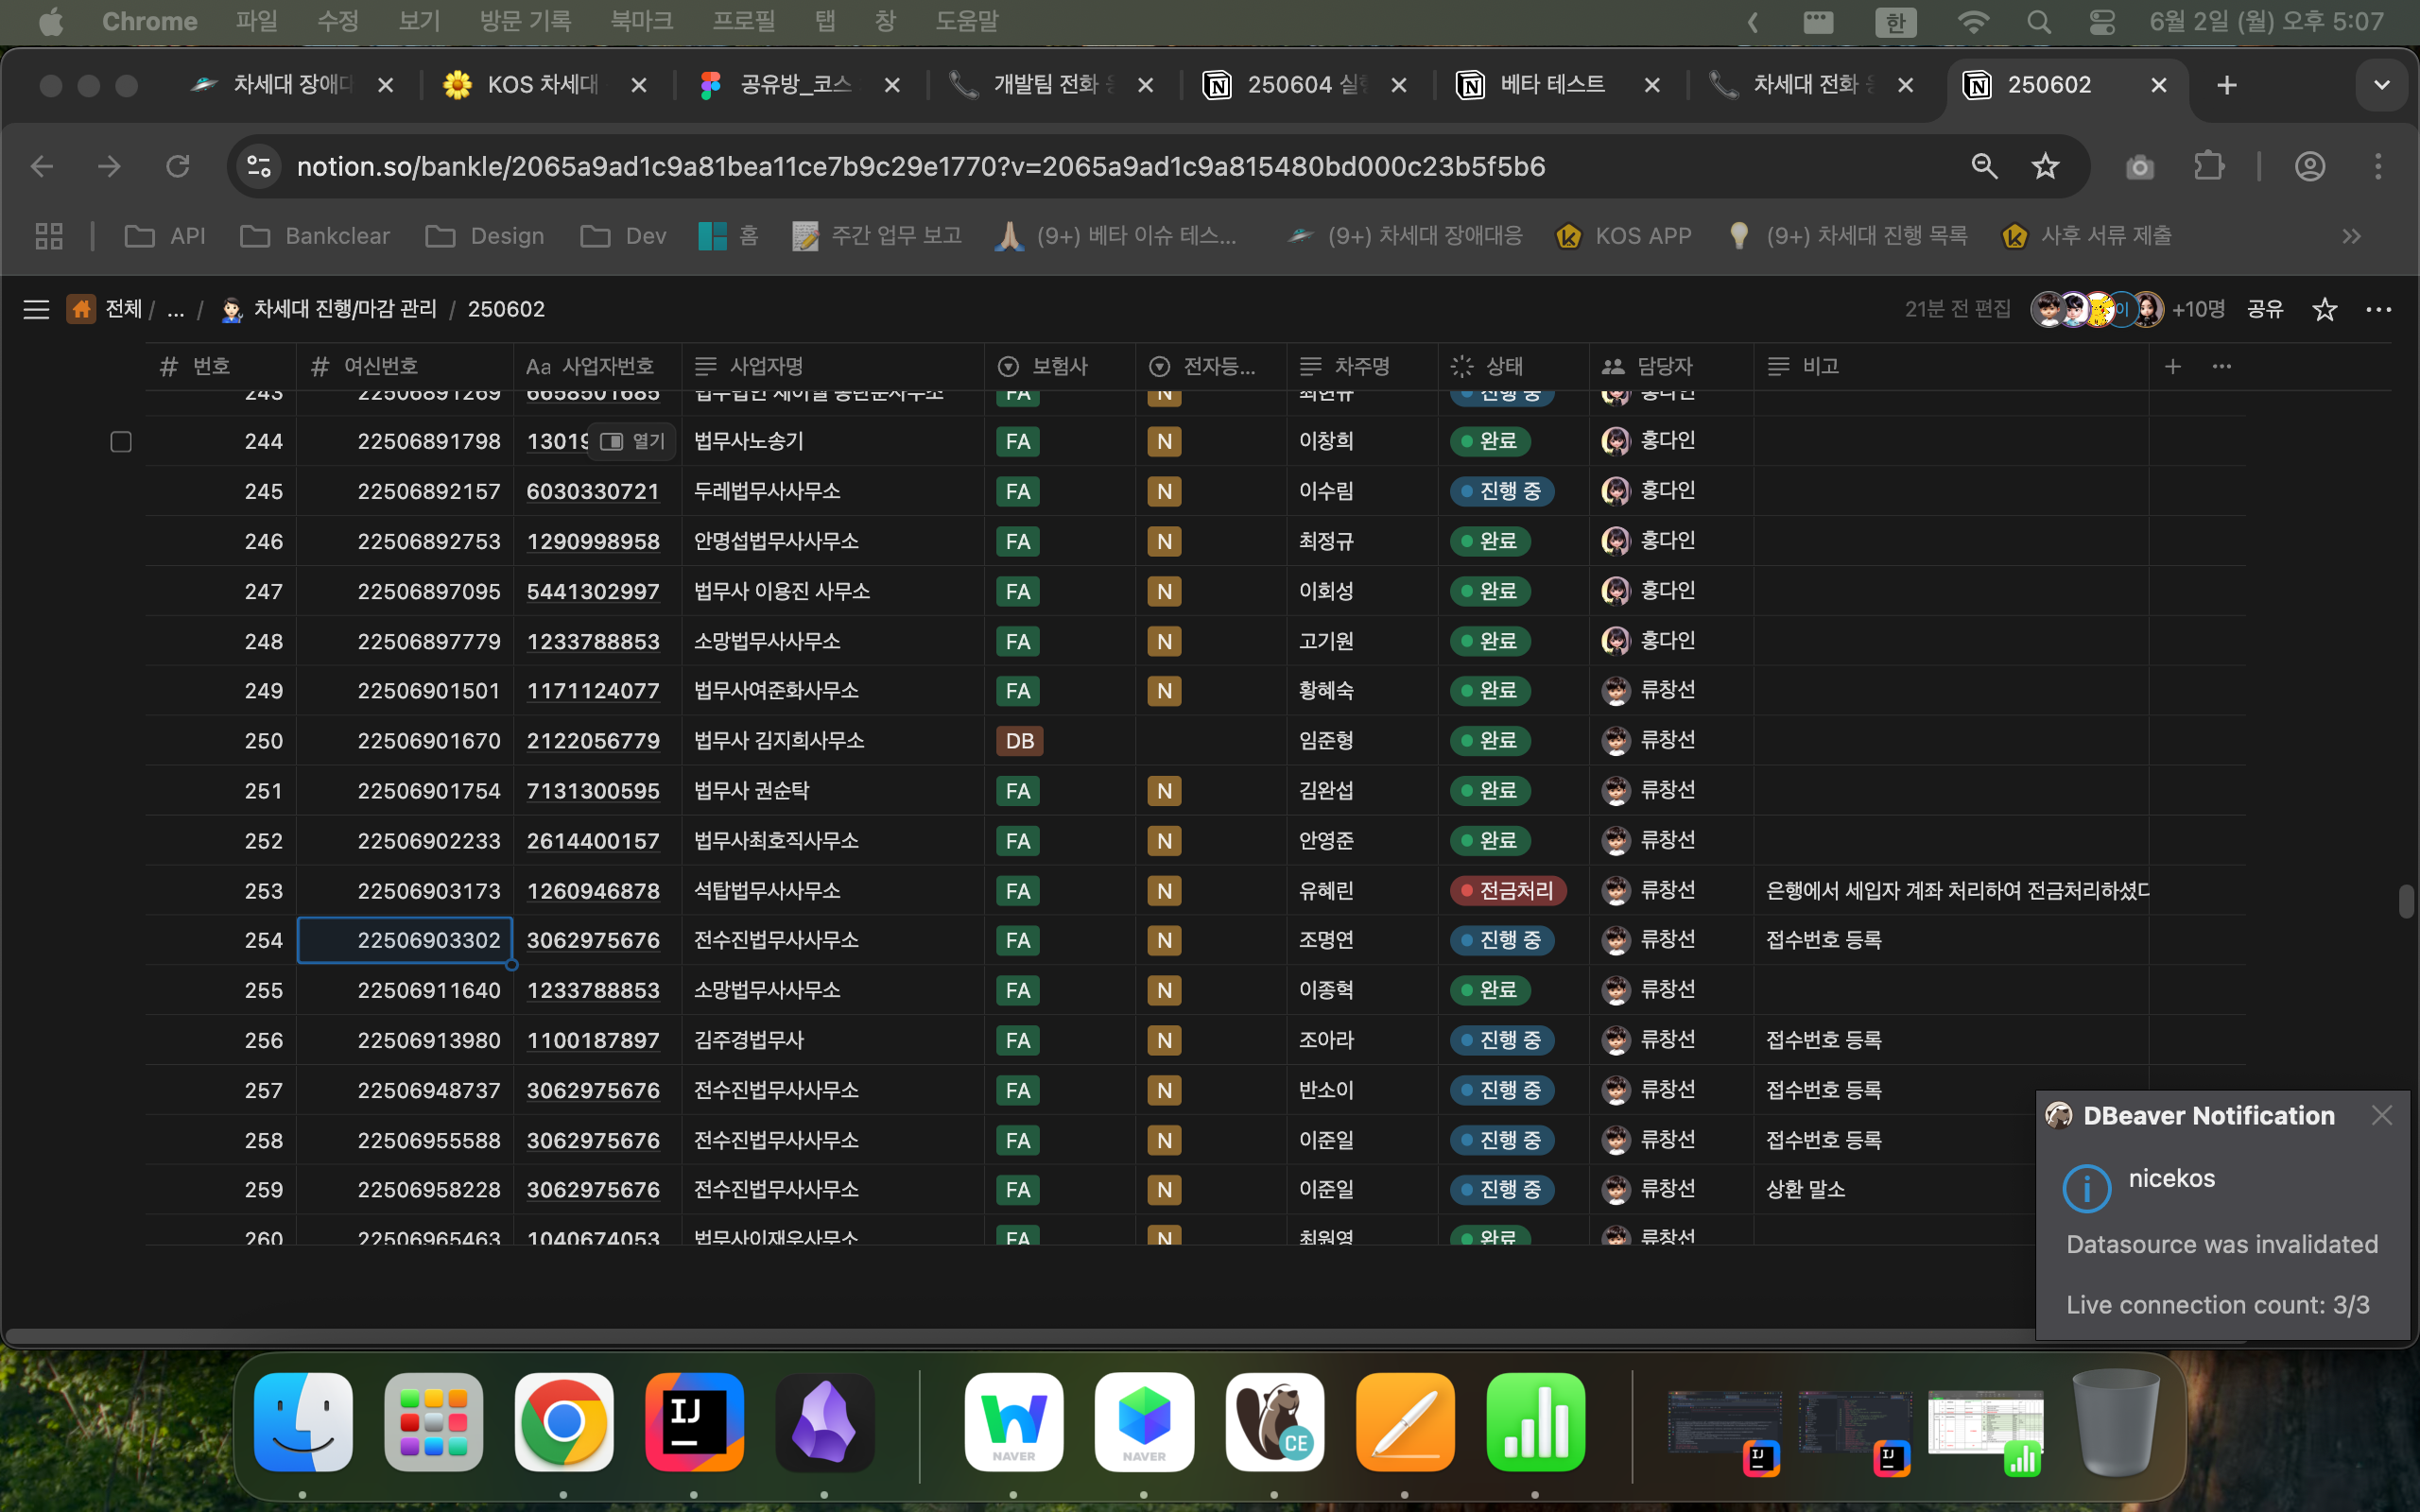 Chrome 파일 수정 보기 방문 기록 북마크 프로필 탭 창 도움말 한 6월 2일 (월) 오후 5:07
차세대 장애대 KOS 차세대 공유방_코스 개발팀 전화 250604 실행 베타 테스트 차세대 전화 250602
notion.so/bankle/2065a9ad1c9a81bea11ce7b9c29e1770?v=2065a9ad1c9a815480bd000c23b5f5b6
API Bankclear Design Dev 홈 주간 업무 보고 (9+) 베타 이슈 테스... (9+) 차세대 장애대응 KOS APP (9+) 차세대 진행 목록 사후 서류 제출
전체 / ... / 차세대 진행/마감 관리 / 250602 21분 전 편집 이 +10명 공유
# 번호 # 여신번호 Aa 사업자번호 사업자명 보험사 전자등... 차주명 상태 담당자 비고
243 22506891269 6658501685 FA N 최현규 진행 중 홍다인
244 22506891798 13019 열기 법무사노송기 FA N 이창희 완료 홍다인
245 22506892157 6030330721 두레법무사사무소 FA N 이수림 진행 중 홍다인
246 22506892753 1290998958 안명섭법무사사무소 FA N 최정규 완료 홍다인
247 22506897095 5441302997 법무사 이용진 사무소 FA N 이회성 완료 홍다인
248 22506897779 1233788853 소망법무사사무소 FA N 고기원 완료 홍다인
249 22506901501 1171124077 법무사여준화사무소 FA N 황혜숙 완료 류창선
250 22506901670 2122056779 법무사 김지희사무소 DB 임준형 완료 류창선
251 22506901754 7131300595 법무사 권순탁 FA N 김완섭 완료 류창선
252 22506902233 2614400157 법무사최호직사무소 FA N 안영준 완료 류창선
253 22506903173 1260946878 석탑법무사사무소 FA N 유혜린 전금처리 류창선 은행에서 세입자 계좌 처리하여 전금처리하셨다
254 22506903302 3062975676 전수진법무사사무소 FA N 조명연 진행 중 류창선 접수번호 등록
255 22506911640 1233788853 소망법무사사무소 FA N 이종혁 완료 류창선
256 22506913980 1100187897 김주경법무사 FA N 조아라 진행 중 류창선 접수번호 등록
257 22506948737 3062975676 전수진법무사사무소 FA N 반소이 진행 중 류창선 접수번호 등록
258 22506955588 3062975676 전수진법무사사무소 FA N 이준일 진행 중 류창선 접수번호 등록
259 22506958228 3062975676 전수진법무사사무소 FA N 이준일 진행 중 류창선 상환 말소
260 22506965463 1040674053 법무사이재우사무소 FA N 최원영 완료 류창선
DBeaver Notification
nicekos
Datasource was invalidated
Live connection count: 3/3
IJ NAVER NAVER CE IJ IJ